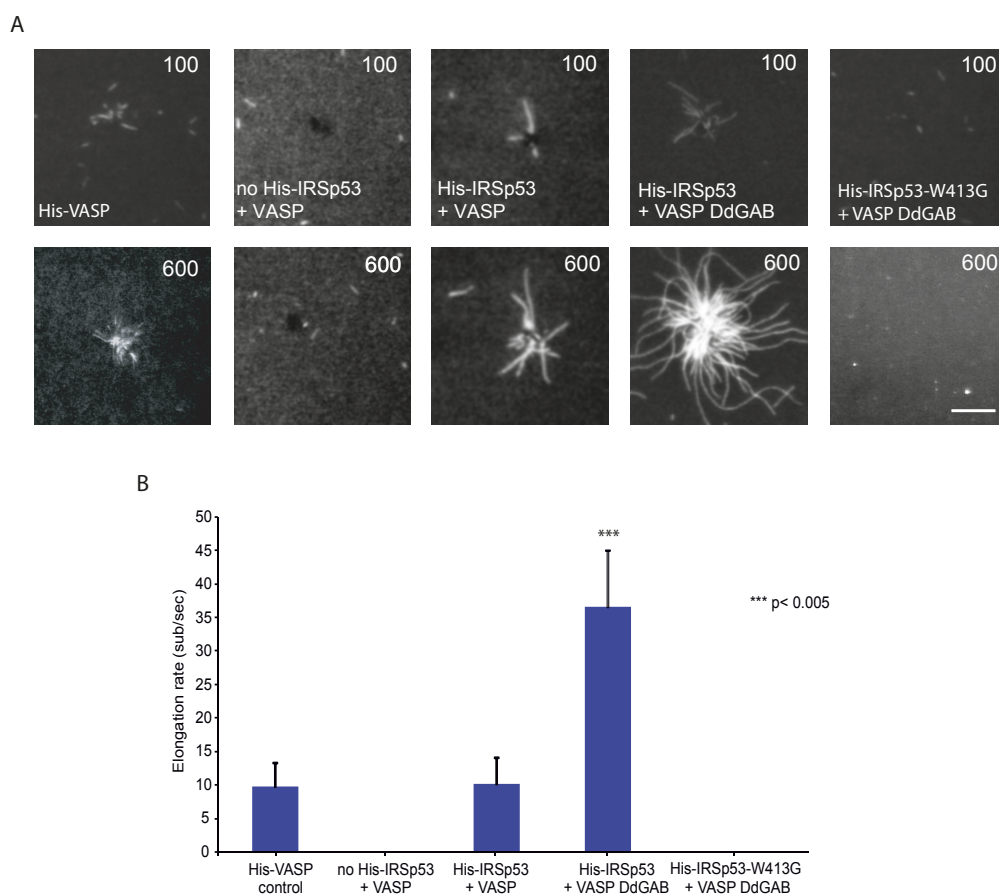 A
100
His-VASP
100
no His-IRSp53
+ VASP
100
His-IRSp53
+ VASP
100
His-IRSp53
+ VASP DdGAB
100
His-IRSp53-W413G
+ VASP DdGAB
600
600
600
600
600
B
Elongation rate (sub/sec)
50
45
40
35
30
25
20
15
10
5
0
***
*** p< 0.005
His-VASP
control
no His-IRSp53
+ VASP
His-IRSp53
+ VASP
His-IRSp53
+ VASP DdGAB
His-IRSp53-W413G
+ VASP DdGAB